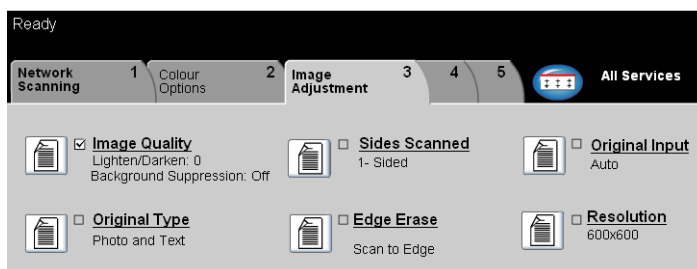 Ready
Network Scanning 1
Colour Options 2
Image Adjustment 3
4
5
All Services
Image Quality
Lighten/Darken: 0
Background Suppression: Off
Sides Scanned
1- Sided
Original Input
Auto
Original Type
Photo and Text
Edge Erase
Scan to Edge
Resolution
600x600